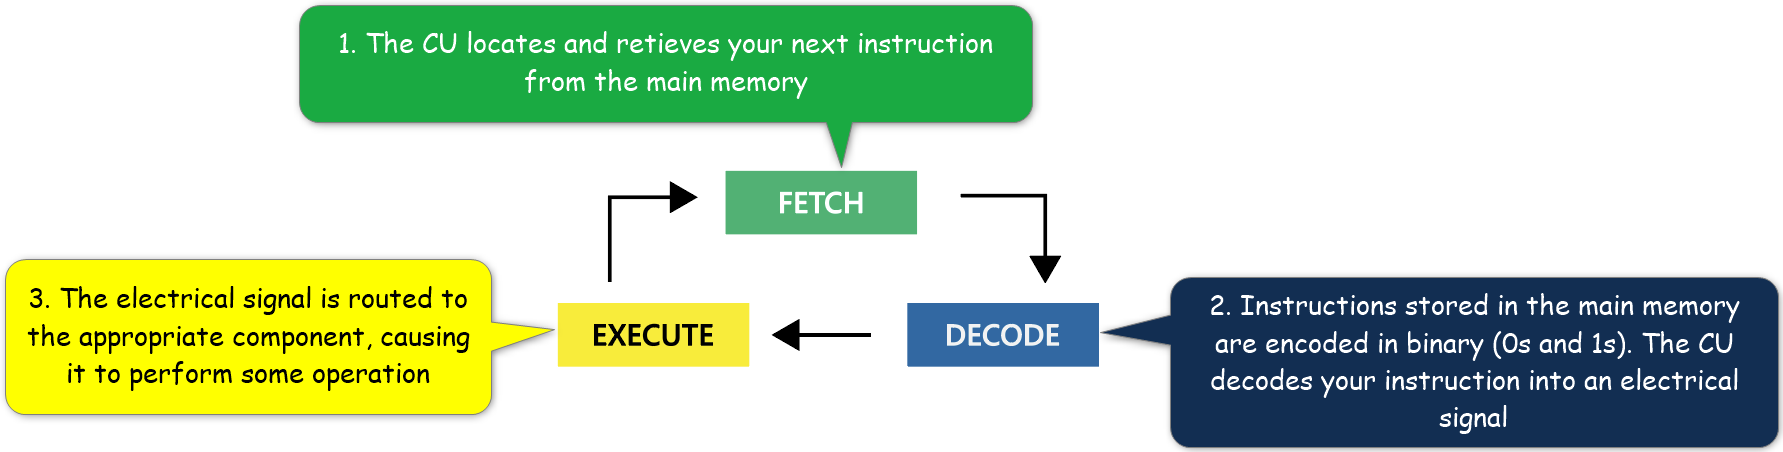 1. The CU locates and retieves your next instruction
from the main memory
FETCH
3. The electrical signal is routed to
the appropriate component, causing
it to perform some operation
EXECUTE
DECODE
2. Instructions stored in the main memory
are encoded in binary (0s and 1s). The CU
decodes your instruction into an electrical
signal